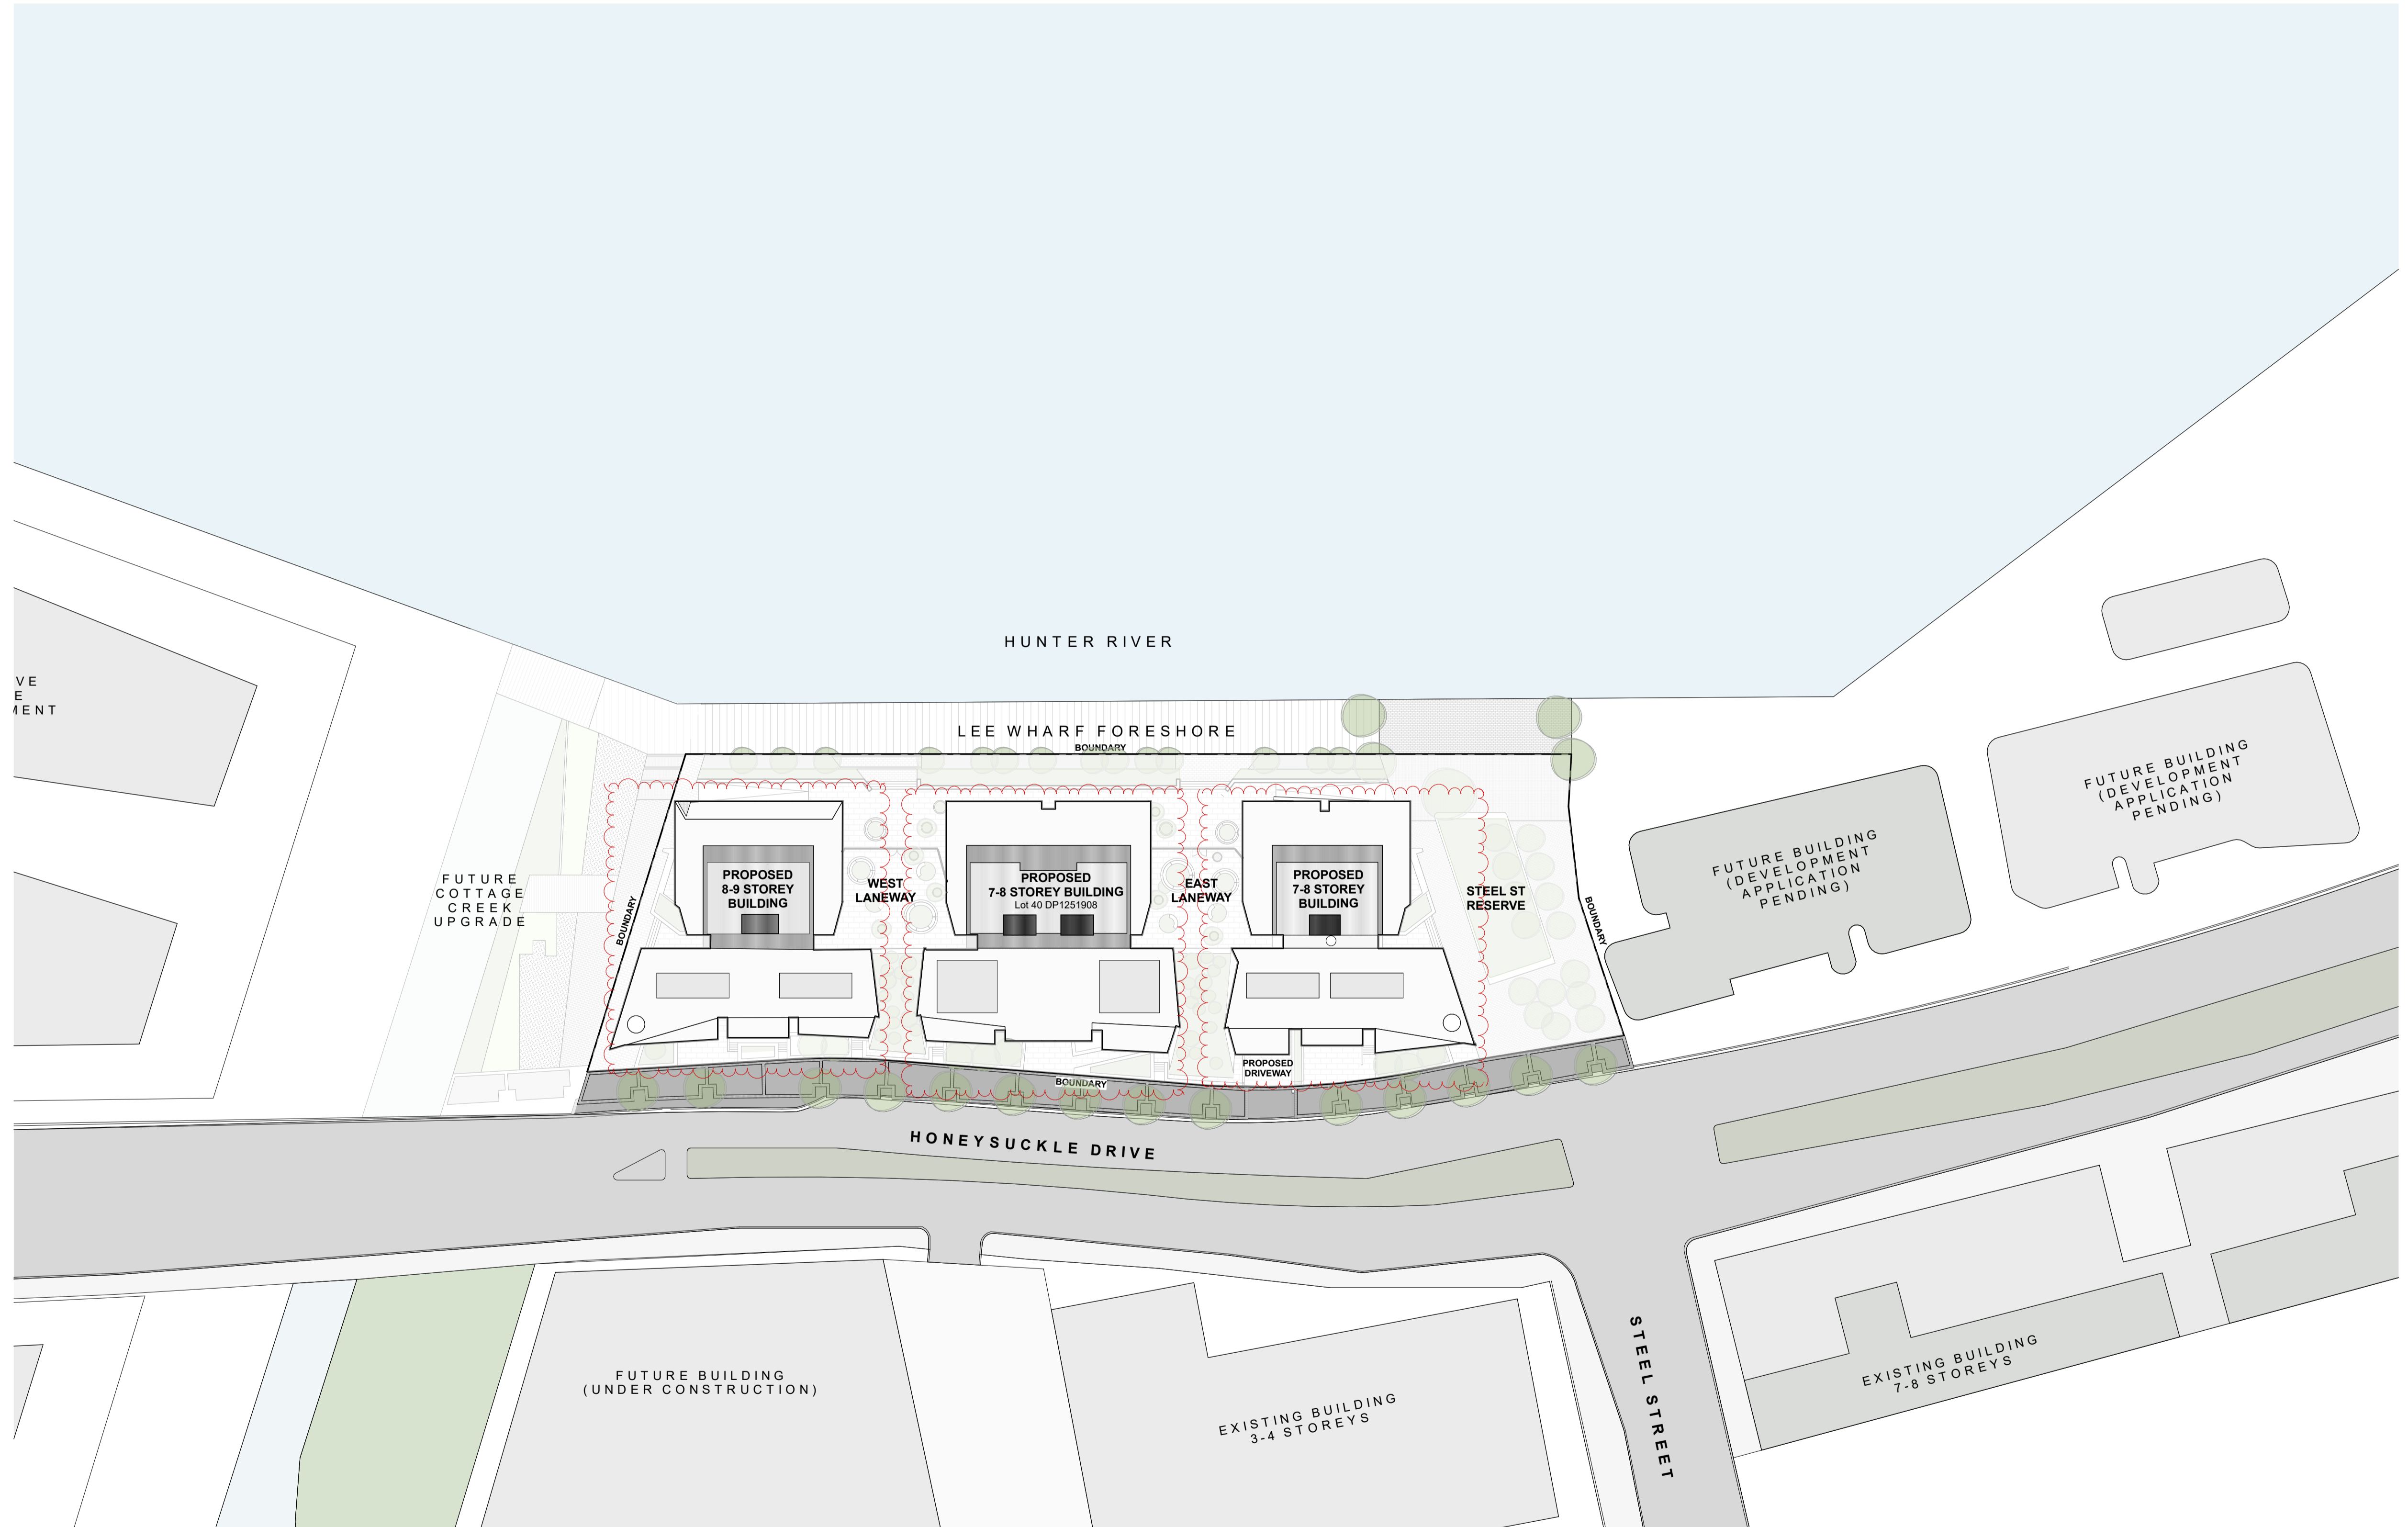 HUNTER RIVER
LEE WHARF FORESHORE
BOUNDARY
VE
E
MENT
FUTURE
COTTAGE
CREEK
UPGRADE
BOUNDARY
PROPOSED
8-9 STOREY
BUILDING
WEST
LANEWAY
PROPOSED
7-8 STOREY BUILDING
Lot 40 DP1251908
EAST
LANEWAY
PROPOSED
7-8 STOREY
BUILDING
STEEL ST
RESERVE
BOUNDARY
FUTURE BUILDING
(DEVELOPMENT
APPLICATION
PENDING)
FUTURE BUILDING
(DEVELOPMENT
APPLICATION
PENDING)
PROPOSED
DRIVEWAY
BOUNDARY
HONEYSUCKLE DRIVE
FUTURE BUILDING
(UNDER CONSTRUCTION)
EXISTING BUILDING
3-4 STOREYS
STEEL STREET
EXISTING BUILDING
7-8 STOREYS